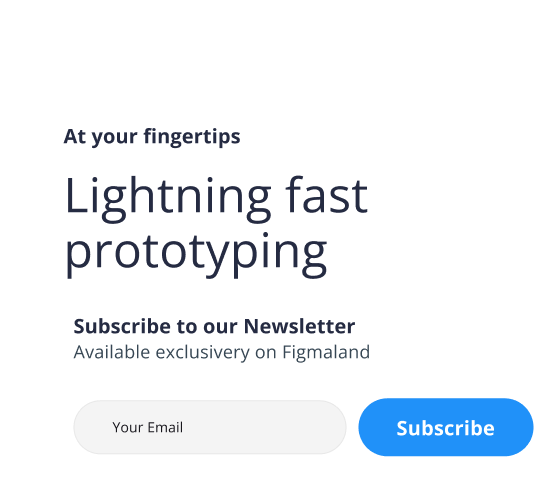 At your fingertips
Lightning fast
prototyping
Subscribe to our Newsletter
Available exclusivery on Figmaland
Your Email
Subscribe